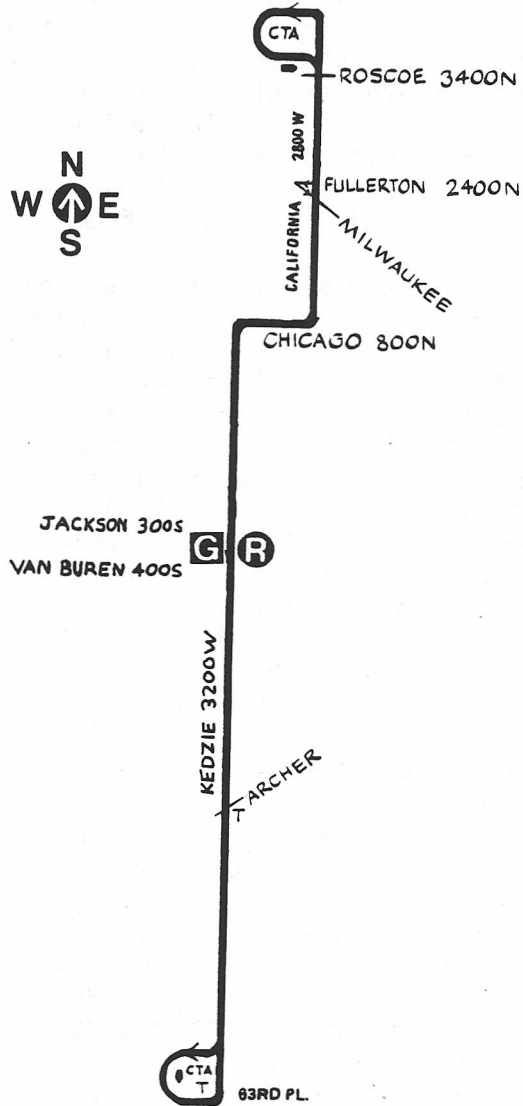 CTA
ROSCOE 3400N
2800 W
N
W E
S
FULLERTON 2400N
CALIFORNIA
MILWAUKEE
CHICAGO 800N
JACKSON 300S
G R
VAN BUREN 400S
KEDZIE 3200W
ARCHER
T
CTA
T
63RD PL.